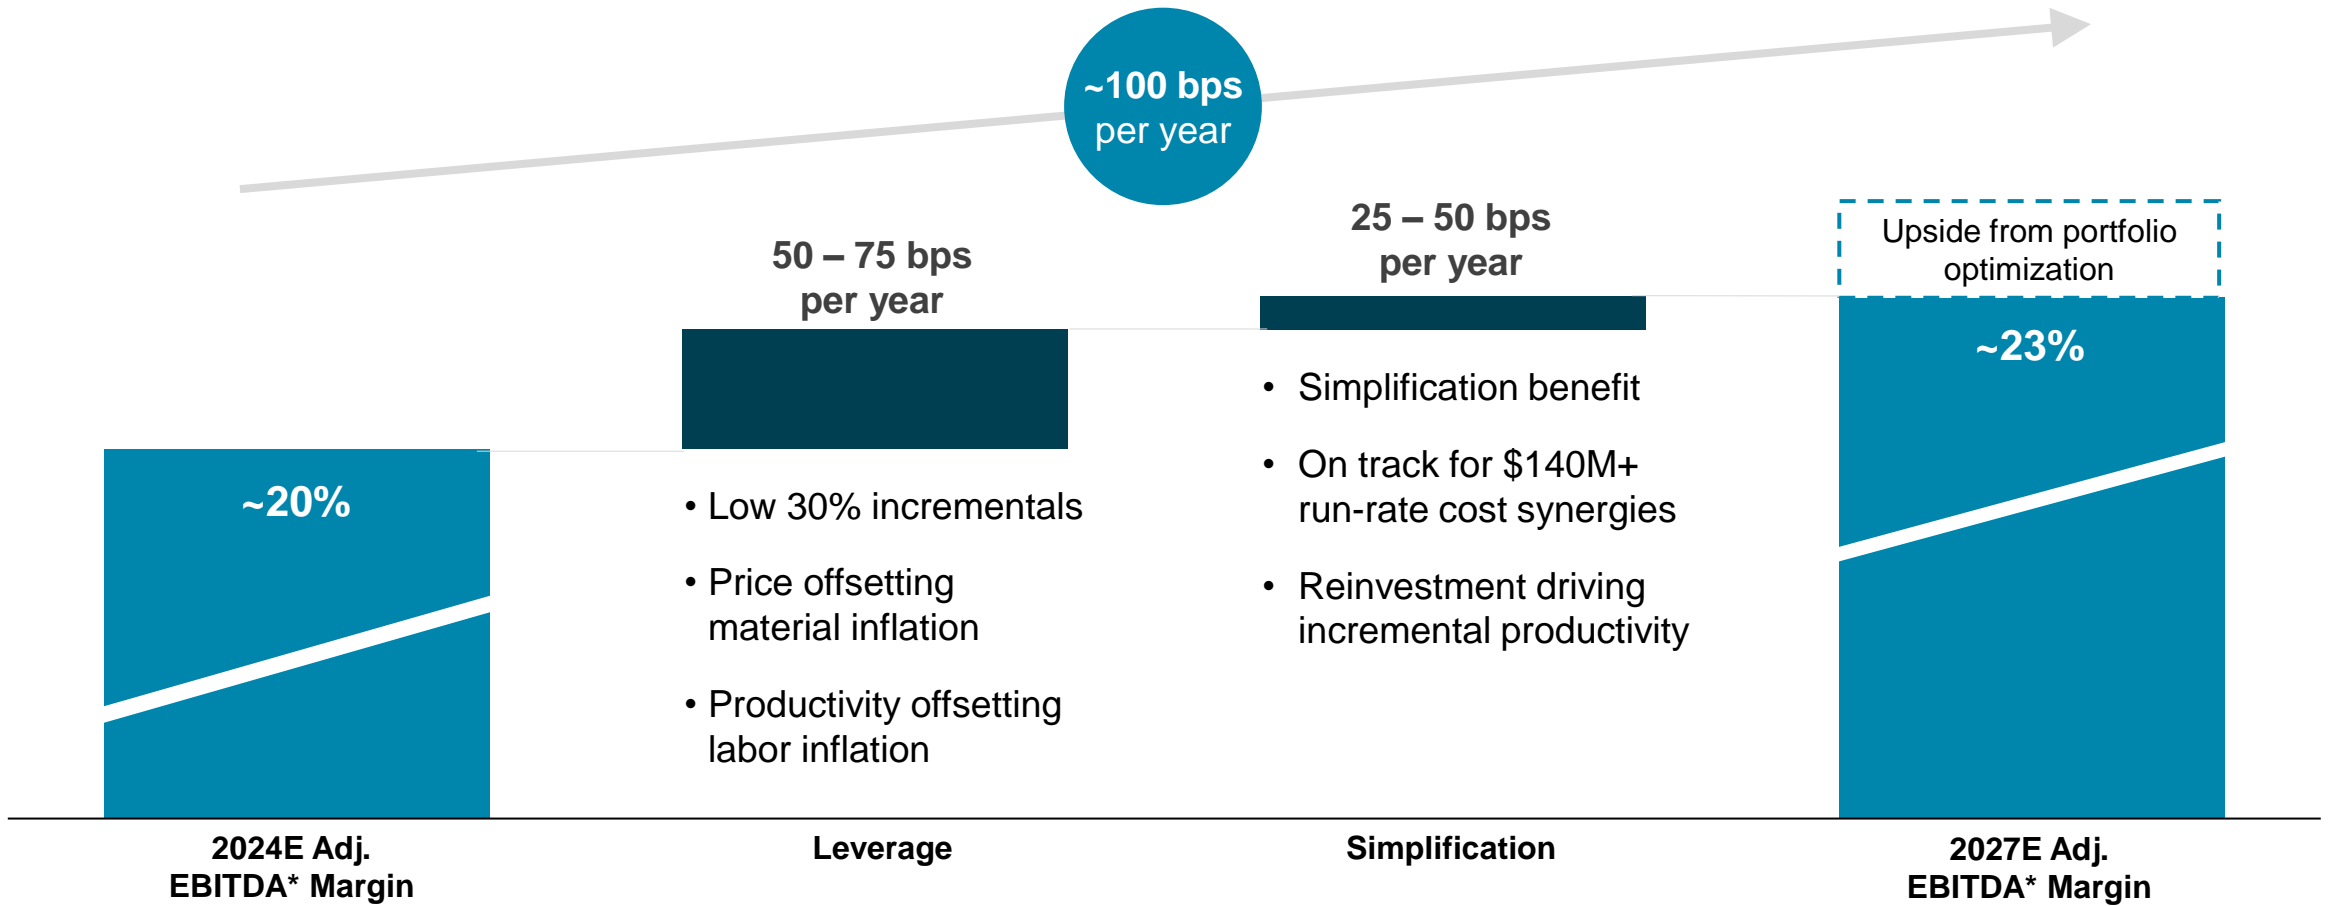 ~100 bps
per year
50 – 75 bps
per year
25 – 50 bps
per year
Upside from portfolio
optimization
~20%
~23%
• Low 30% incrementals
• Price offsetting
material inflation
• Productivity offsetting
labor inflation
• Simplification benefit
• On track for $140M+
run-rate cost synergies
• Reinvestment driving
incremental productivity
2024E Adj.
EBITDA* Margin
Leverage
Simplification
2027E Adj.
EBITDA* Margin